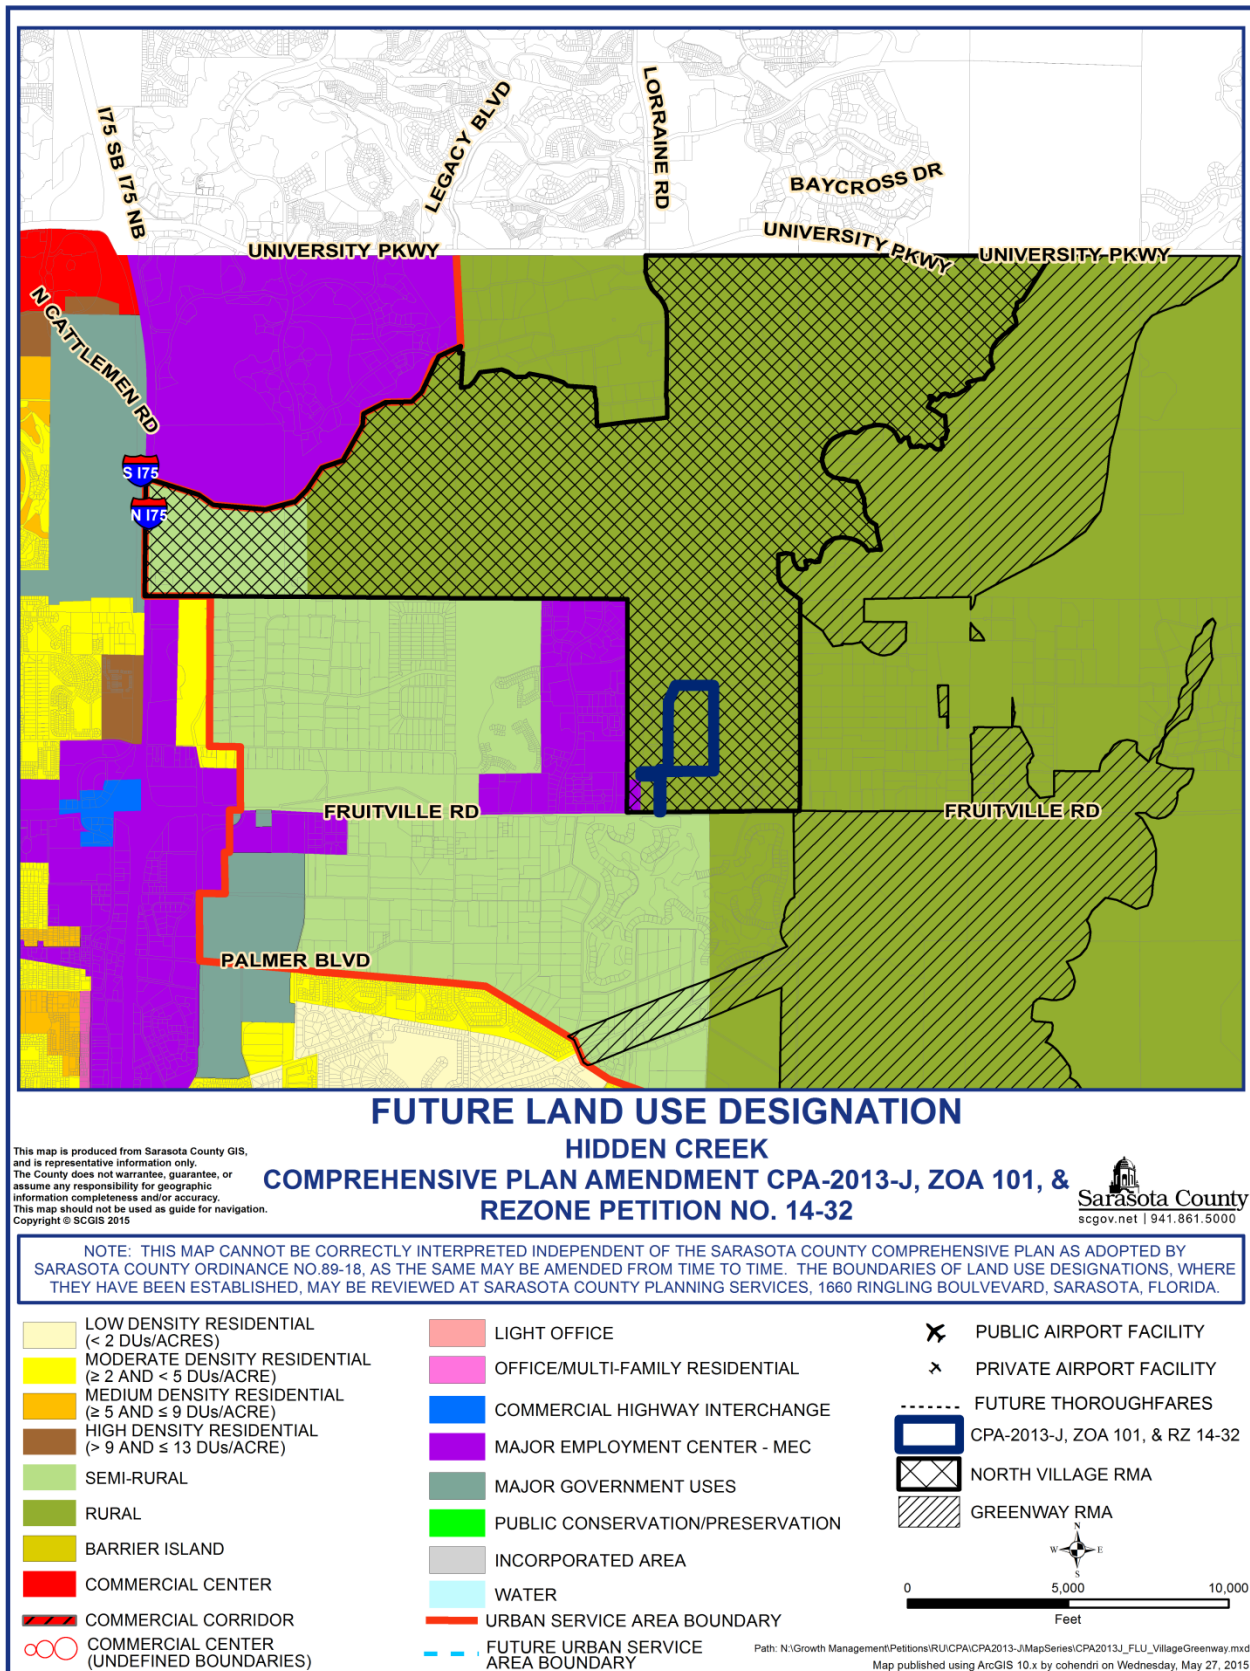 I75 SB I75 NB
LEGACY BLVD
LORRAINE RD
BAYCROSS DR
UNIVERSITY PKWY
UNIVERSITY PKWY
UNIVERSITY PKWY
N CATTLEMEN RD
S I75
N I75
FRUITVILLE RD
FRUITVILLE RD
PALMER BLVD
FUTURE LAND USE DESIGNATION
HIDDEN CREEK
COMPREHENSIVE PLAN AMENDMENT CPA-2013-J, ZOA 101, &
REZONE PETITION NO. 14-32
This map is produced from Sarasota County GIS,
and is representative information only.
The County does not warrantee, guarantee, or
assume any responsibility for geographic
information completeness and/or accuracy.
This map should not be used as guide for navigation.
Copyright © SCGIS 2015
Sarasota County
scgov.net | 941.861.5000
NOTE: THIS MAP CANNOT BE CORRECTLY INTERPRETED INDEPENDENT OF THE SARASOTA COUNTY COMPREHENSIVE PLAN AS ADOPTED BY
SARASOTA COUNTY ORDINANCE NO.89-18, AS THE SAME MAY BE AMENDED FROM TIME TO TIME. THE BOUNDARIES OF LAND USE DESIGNATIONS, WHERE
THEY HAVE BEEN ESTABLISHED, MAY BE REVIEWED AT SARASOTA COUNTY PLANNING SERVICES, 1660 RINGLING BOULVEVARD, SARASOTA, FLORIDA.
LOW DENSITY RESIDENTIAL
(< 2 DUs/ACRES)
MODERATE DENSITY RESIDENTIAL
(≥ 2 AND < 5 DUs/ACRE)
MEDIUM DENSITY RESIDENTIAL
(≥ 5 AND ≤ 9 DUs/ACRE)
HIGH DENSITY RESIDENTIAL
(> 9 AND ≤ 13 DUs/ACRE)
SEMI-RURAL
RURAL
BARRIER ISLAND
COMMERCIAL CENTER
COMMERCIAL CORRIDOR
COMMERCIAL CENTER
(UNDEFINED BOUNDARIES)
LIGHT OFFICE
OFFICE/MULTI-FAMILY RESIDENTIAL
COMMERCIAL HIGHWAY INTERCHANGE
MAJOR EMPLOYMENT CENTER - MEC
MAJOR GOVERNMENT USES
PUBLIC CONSERVATION/PRESERVATION
INCORPORATED AREA
WATER
URBAN SERVICE AREA BOUNDARY
FUTURE URBAN SERVICE
AREA BOUNDARY
PUBLIC AIRPORT FACILITY
PRIVATE AIRPORT FACILITY
FUTURE THOROUGHFARES
CPA-2013-J, ZOA 101, & RZ 14-32
NORTH VILLAGE RMA
GREENWAY RMA
N
W E
S
0 5,000 10,000
Feet
Path: N:\Growth Management\Petitions\RU\CPA\CPA2013-J\MapSeries\CPA2013J_FLU_VillageGreenway.mxd
Map published using ArcGIS 10.x by cohendri on Wednesday, May 27, 2015